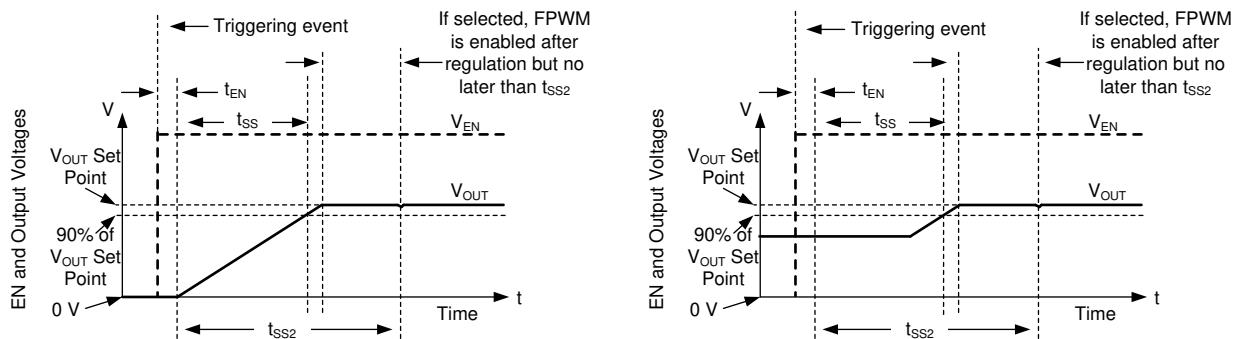 Triggering event
If selected, FPWM
is enabled after
regulation but no
later than tSS2
tEN
V
tSS
VEN
EN and Output Voltages
VOUT Set
Point
VOUT
90% of
VOUT Set
Point
0 V
t
Time
tSS2
Triggering event
If selected, FPWM
is enabled after
regulation but no
later than tSS2
tEN
V
tSS
VEN
EN and Output Voltages
VOUT Set
Point
VOUT
90% of
VOUT Set
Point
0 V
t
Time
tSS2